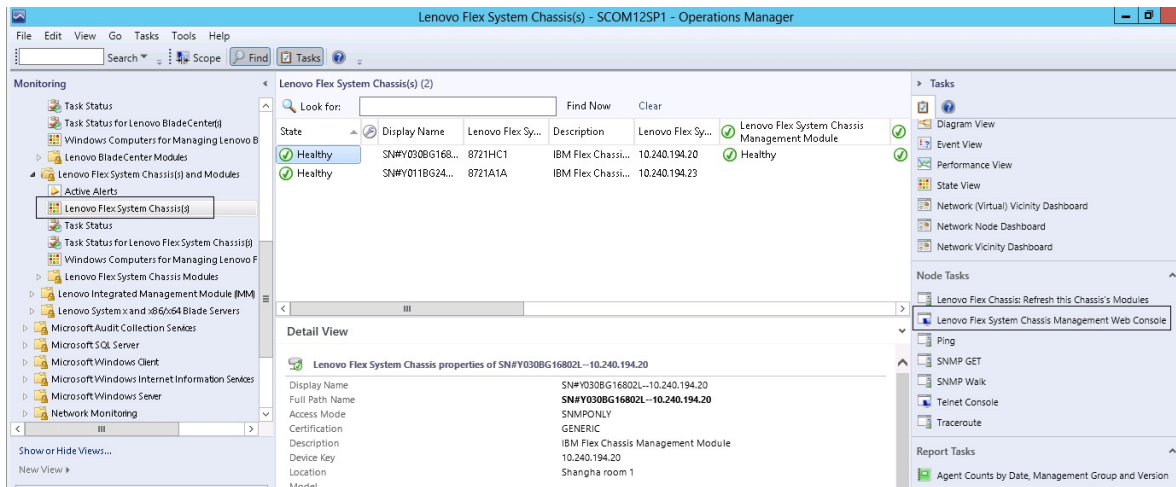 Lenovo Flex System Chassis(s) - SCOM12SP1 - Operations Manager
File Edit View Go Tasks Tools Help
Search Scope Find Tasks
Monitoring
Task Status
Task Status for Lenovo BladeCenter(s)
Windows Computers for Managing Lenovo B
Lenovo BladeCenter Modules
Lenovo Flex System Chassis(s) and Modules
Active Alerts
Lenovo Flex System Chassis(s)
Task Status
Task Status for Lenovo Flex System Chassis(s)
Windows Computers for Managing Lenovo F
Lenovo Flex System Chassis Modules
Lenovo Integrated Management Module (IMM)
Lenovo System x and x86/x64 Blade Servers
Microsoft Audit Collection Services
Microsoft SQL Server
Microsoft Windows Client
Microsoft Windows Internet Information Services
Microsoft Windows Server
Network Monitoring
Show or Hide Views...
New View
Lenovo Flex System Chassis(s) (2)
Look for: Find Now Clear
State Display Name Lenovo Flex Sy... Description Lenovo Flex Sy... Lenovo Flex System Chassis Management Module
Healthy SN#Y030BG168... 8721HC1 IBM Flex Chassi... 10.240.194.20 Healthy
Healthy SN#Y011BG24... 8721A1A IBM Flex Chassi... 10.240.194.23
Detail View
Lenovo Flex System Chassis properties of SN#Y030BG16802L--10.240.194.20
Display Name SN#Y030BG16802L--10.240.194.20
Full Path Name SN#Y030BG16802L--10.240.194.20
Access Mode SNMPONLY
Certification GENERIC
Description IBM Flex Chassis Management Module
Device Key 10.240.194.20
Location Shangha room 1
Model
Tasks
Diagram View
Event View
Performance View
State View
Network (Virtual) Vicinity Dashboard
Network Node Dashboard
Network Vicinity Dashboard
Node Tasks
Lenovo Flex Chassis: Refresh this Chassis's Modules
Lenovo Flex System Chassis Management Web Console
Ping
SNMP GET
SNMP Walk
Telnet Console
Traceroute
Report Tasks
Agent Counts by Date, Management Group and Version